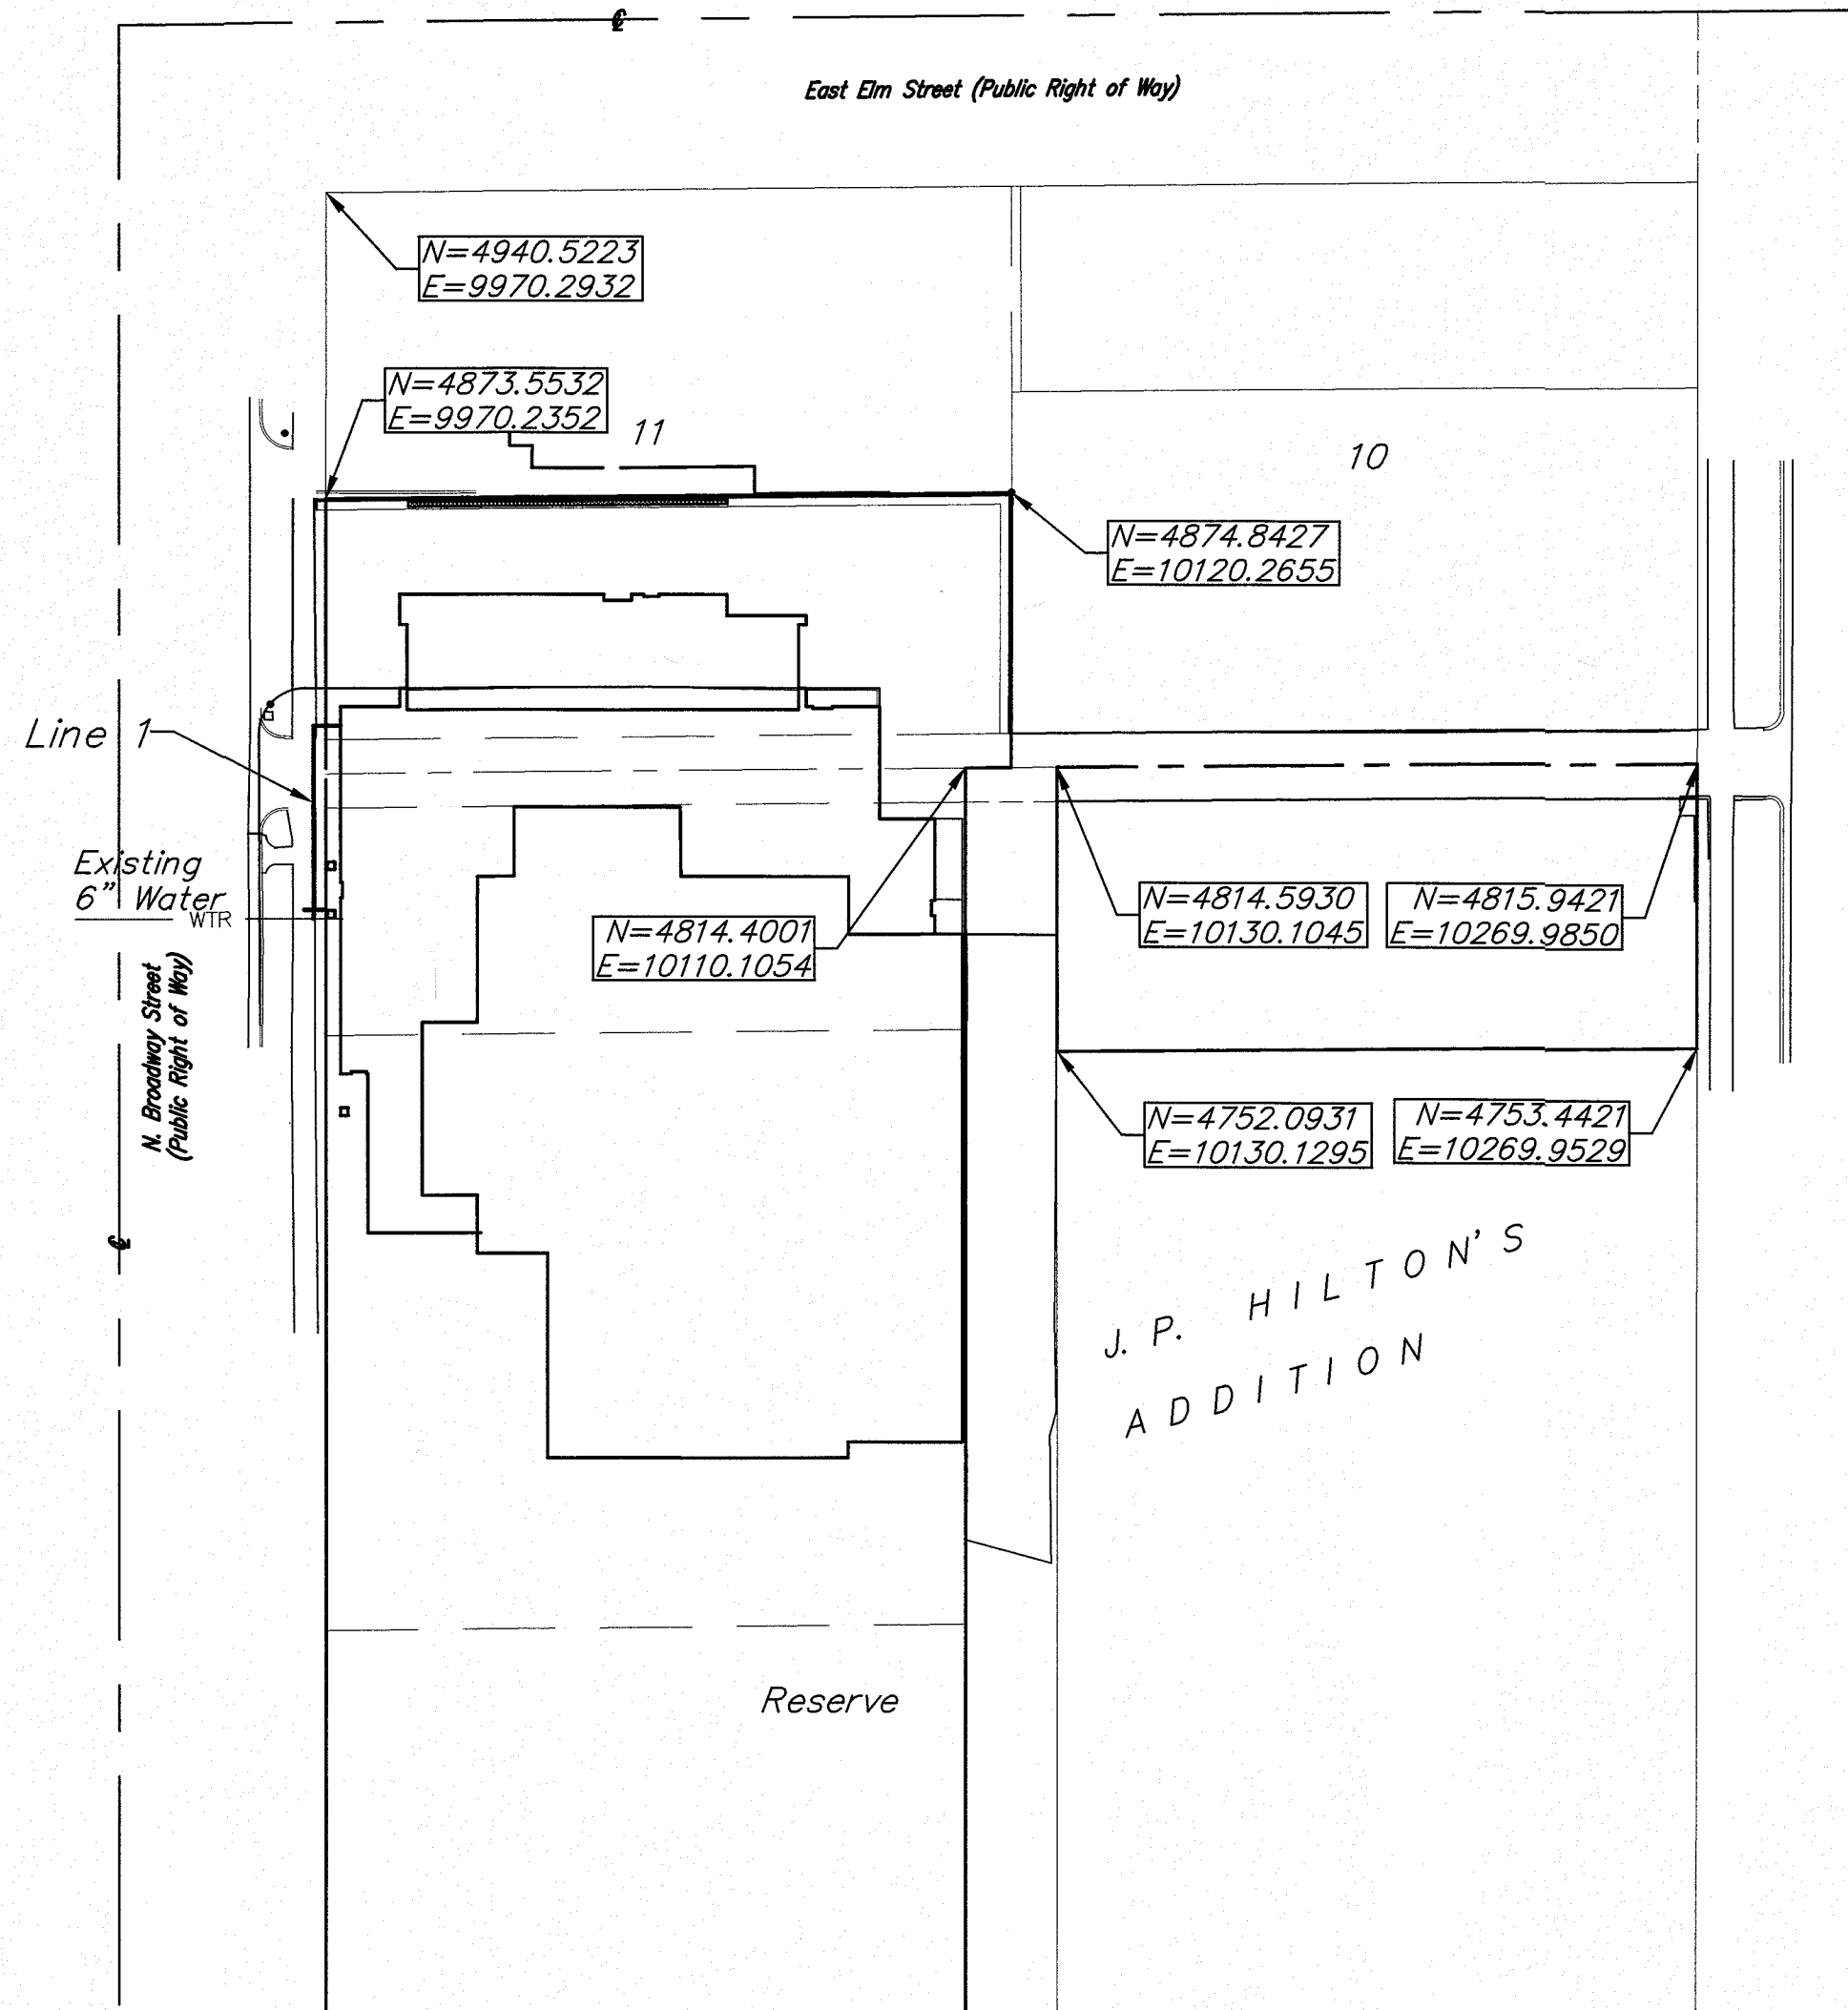 East Elm Street (Public Right of Way)
N=4940.5223
E=9970.2932
N=4873.5532
E=9970.2352
11
10
N=4874.8427
E=10120.2655
Line 1
Existing
6" Water
WTR
N=4814.4001
E=10110.1054
N=4814.5930
E=10130.1045
N=4815.9421
E=10269.9850
N. Broadway Street
(Public Right of Way)
N=4752.0931
E=10130.1295
N=4753.4421
E=10269.9529
J. P. HILTON'S
ADDITION
Reserve